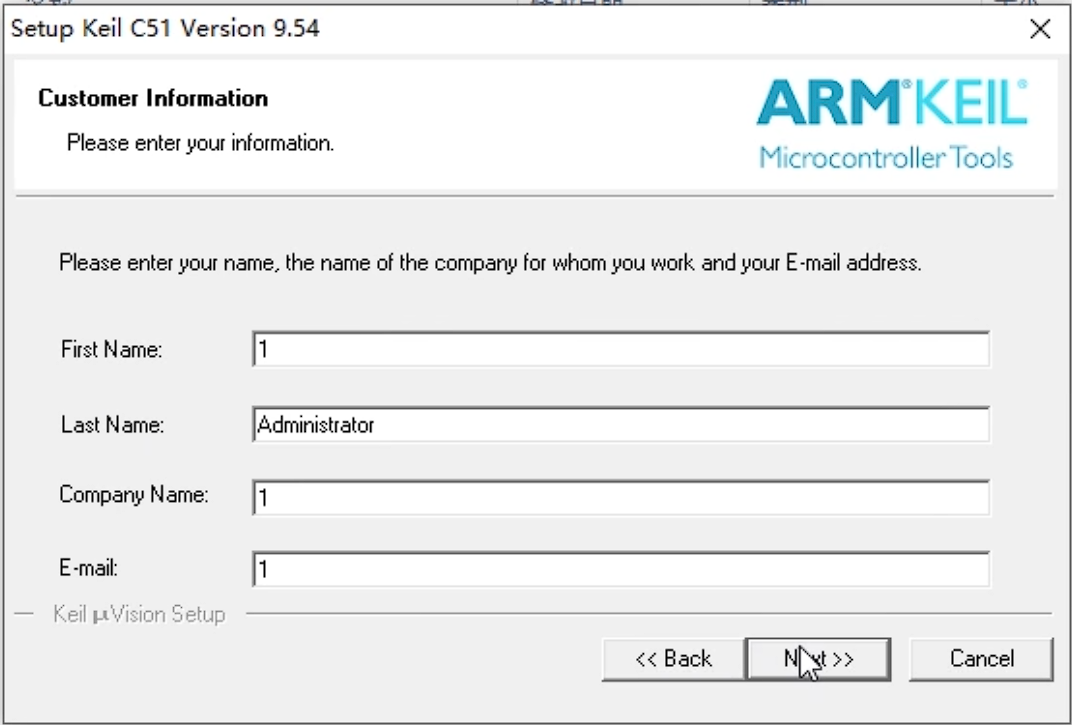 Setup Keil C51 Version 9.54
Customer Information
Please enter your information.
ARM®KEIL®
Microcontroller Tools
Please enter your name, the name of the company for whom you work and your E-mail address.
First Name: 1
Last Name: Administrator
Company Name: 1
E-mail: 1
Keil µVision Setup
<< Back Next >> Cancel